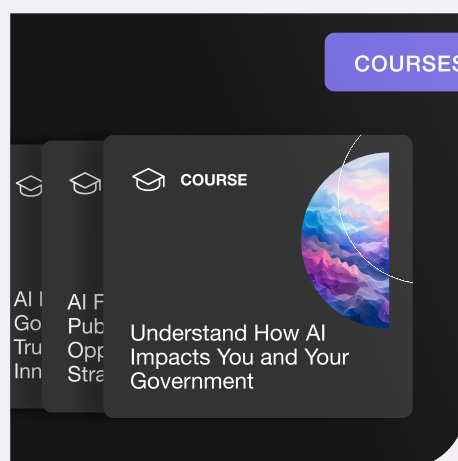 COURSES
COURSE
Understand How AI
Impacts You and Your
Government
AI
Go
Tru
Inn
AI F
Pub
Opp
Stra